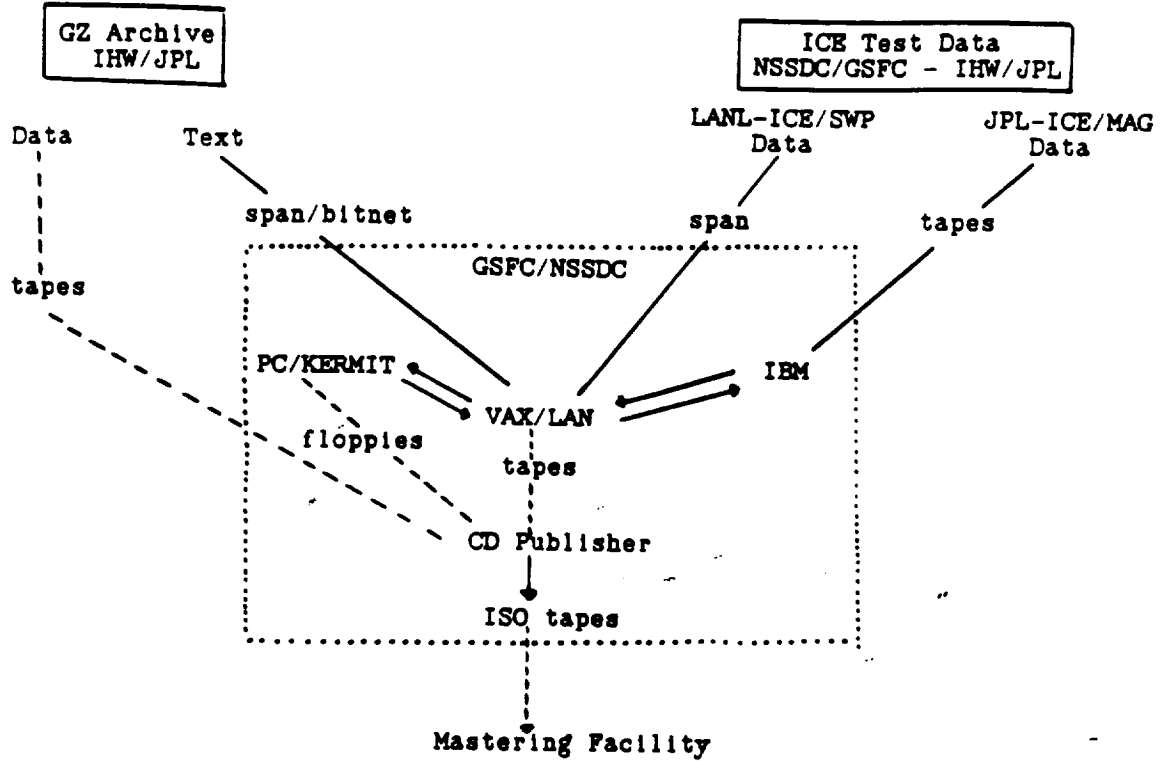 GZ Archive
IHW/JPL
ICE Test Data
NSSDC/GSFC - IHW/JPL
Data
Text
LANL-ICE/SWP
Data
JPL-ICE/MAG
Data
span/bitnet
span
tapes
GSFC/NSSDC
tapes
PC/KERMIT
IBM
VAX/LAN
floppies
tapes
CD Publisher
ISO tapes
Mastering Facility